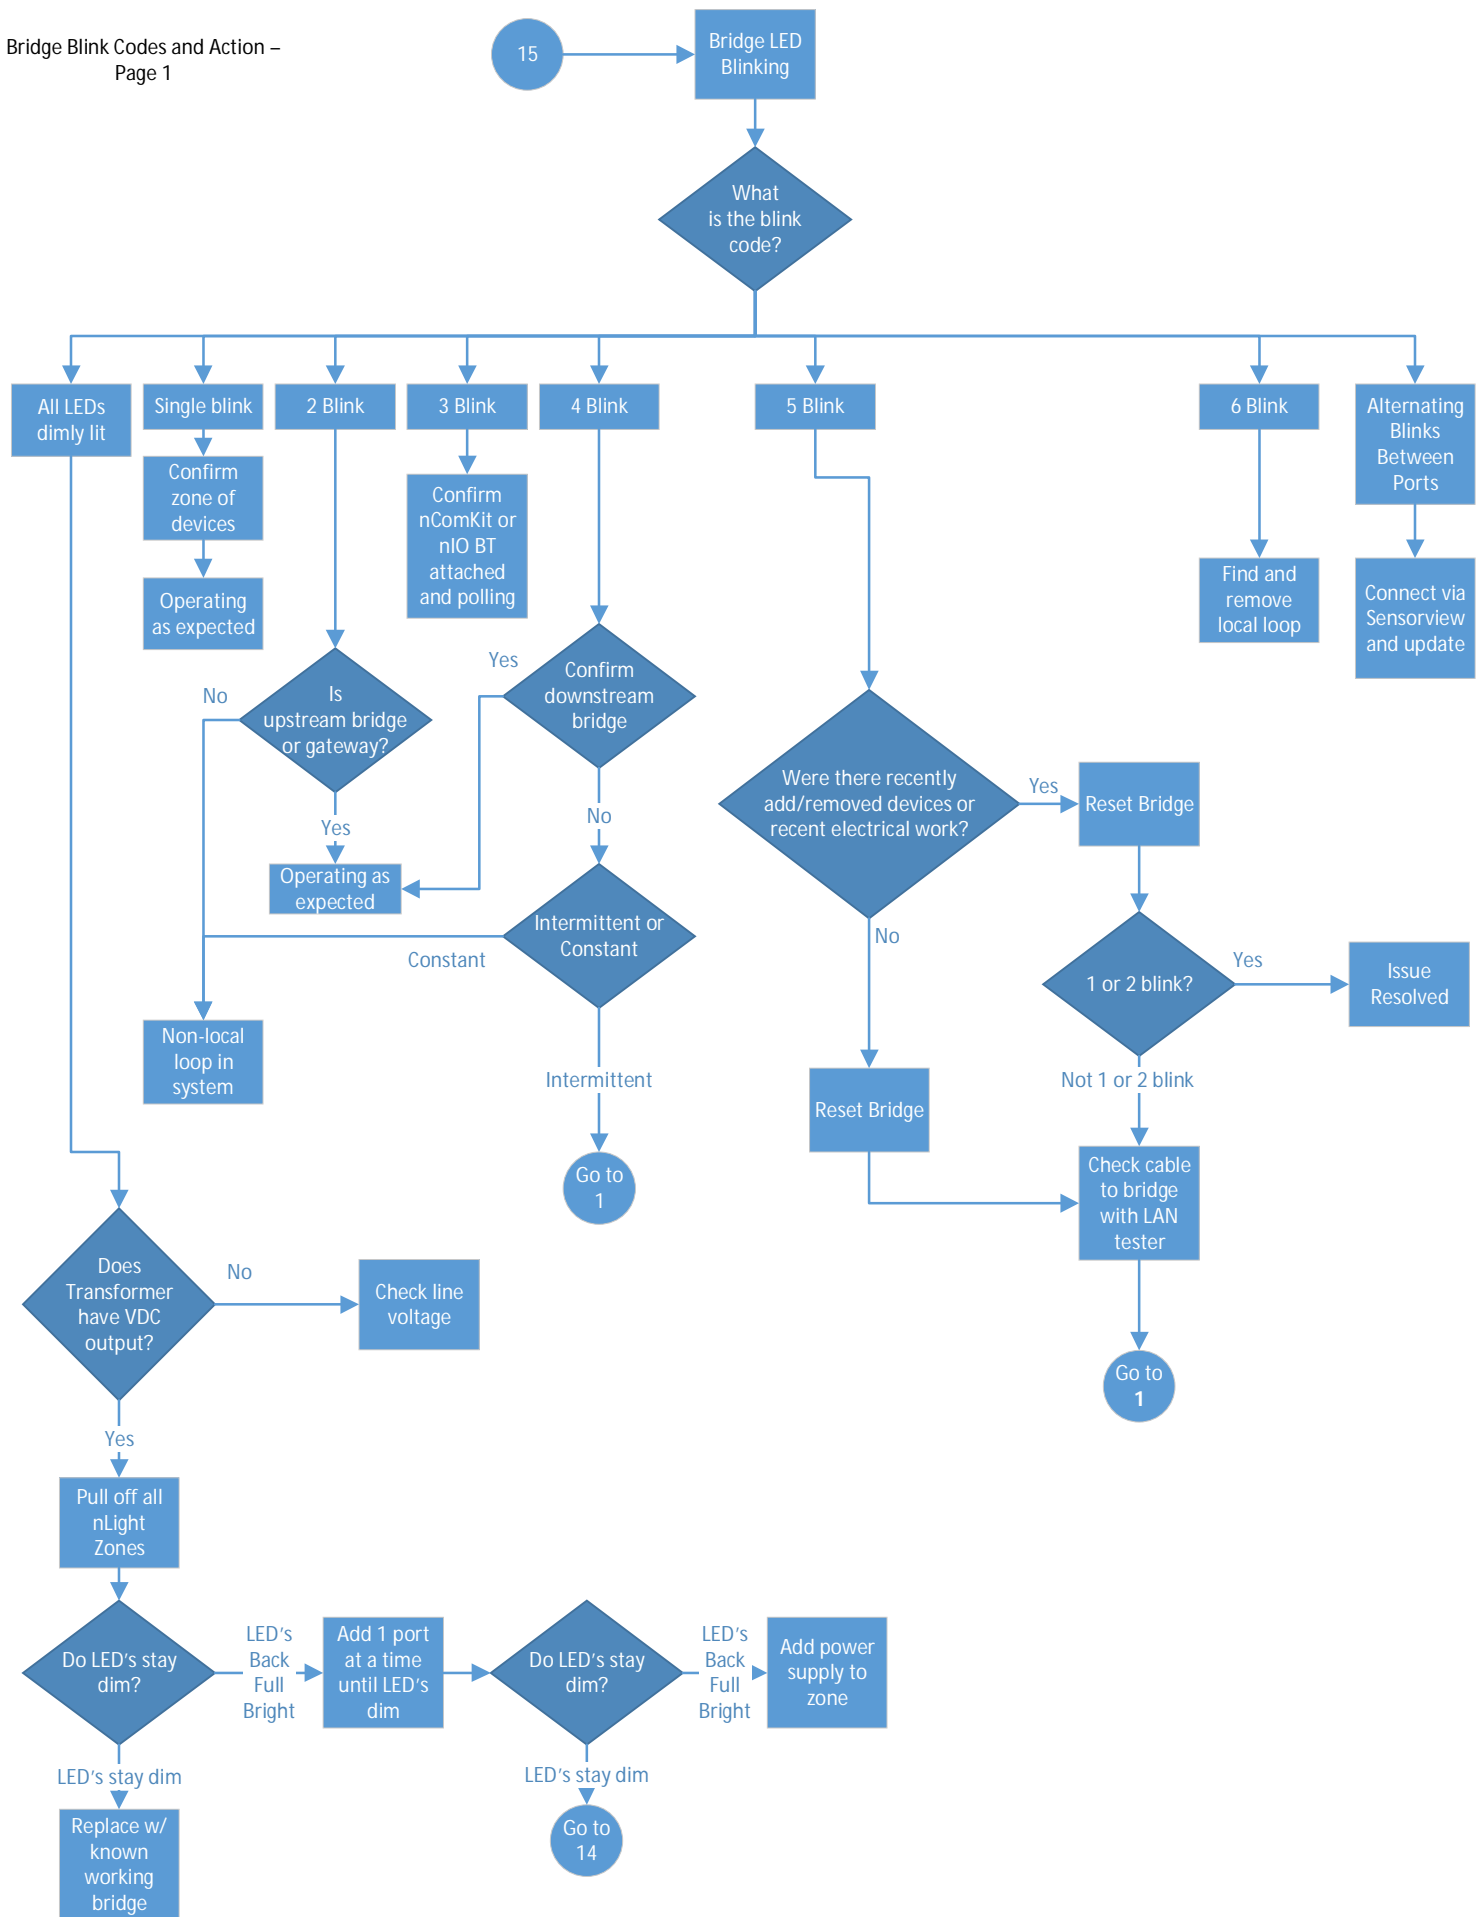 Bridge Blink Codes and Action –
Page 1
15
Bridge LED
Blinking
What
is the blink
code?
All LEDs
dimly lit
Single blink
2 Blink
3 Blink
4 Blink
5 Blink
6 Blink
Alternating
Blinks
Between
Ports
Confirm
zone of
devices
Operating
as expected
Confirm
nComKit or
nIO BT
attached
and polling
Find and
remove
local loop
Connect via
Sensorview
and update
Is
upstream bridge
or gateway?
No
Yes
Confirm
downstream
bridge
Yes
No
Operating as
expected
Intermittent or
Constant
Constant
Intermittent
Non-local
loop in
system
Go to
1
Were there recently
add/removed devices or
recent electrical work?
Yes
No
Reset Bridge
1 or 2 blink?
Yes
Issue
Resolved
Not 1 or 2 blink
Reset Bridge
Check cable
to bridge
with LAN
tester
Go to
1
Does
Transformer
have VDC
output?
No
Check line
voltage
Yes
Pull off all
nLight
Zones
Do LED's stay
dim?
LED's
Back
Full
Bright
Add 1 port
at a time
until LED's
dim
Do LED's stay
dim?
LED's
Back
Full
Bright
Add power
supply to
zone
LED's stay dim
Replace w/
known
working
bridge
LED's stay dim
Go to
14